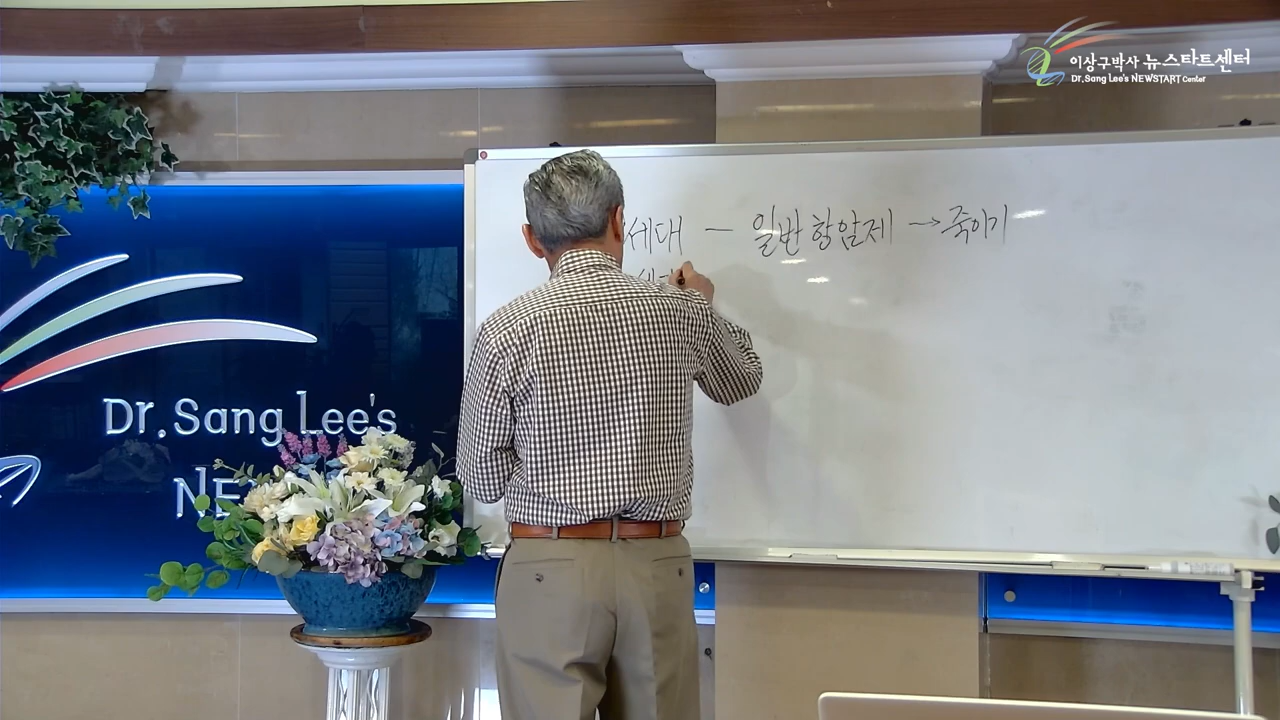 이상구박사 뉴스타트센터
Dr. Sang Lee's NEWSTART Center
세대 — 일반항암제 → 죽이기
Dr. Sang Lee's
NE